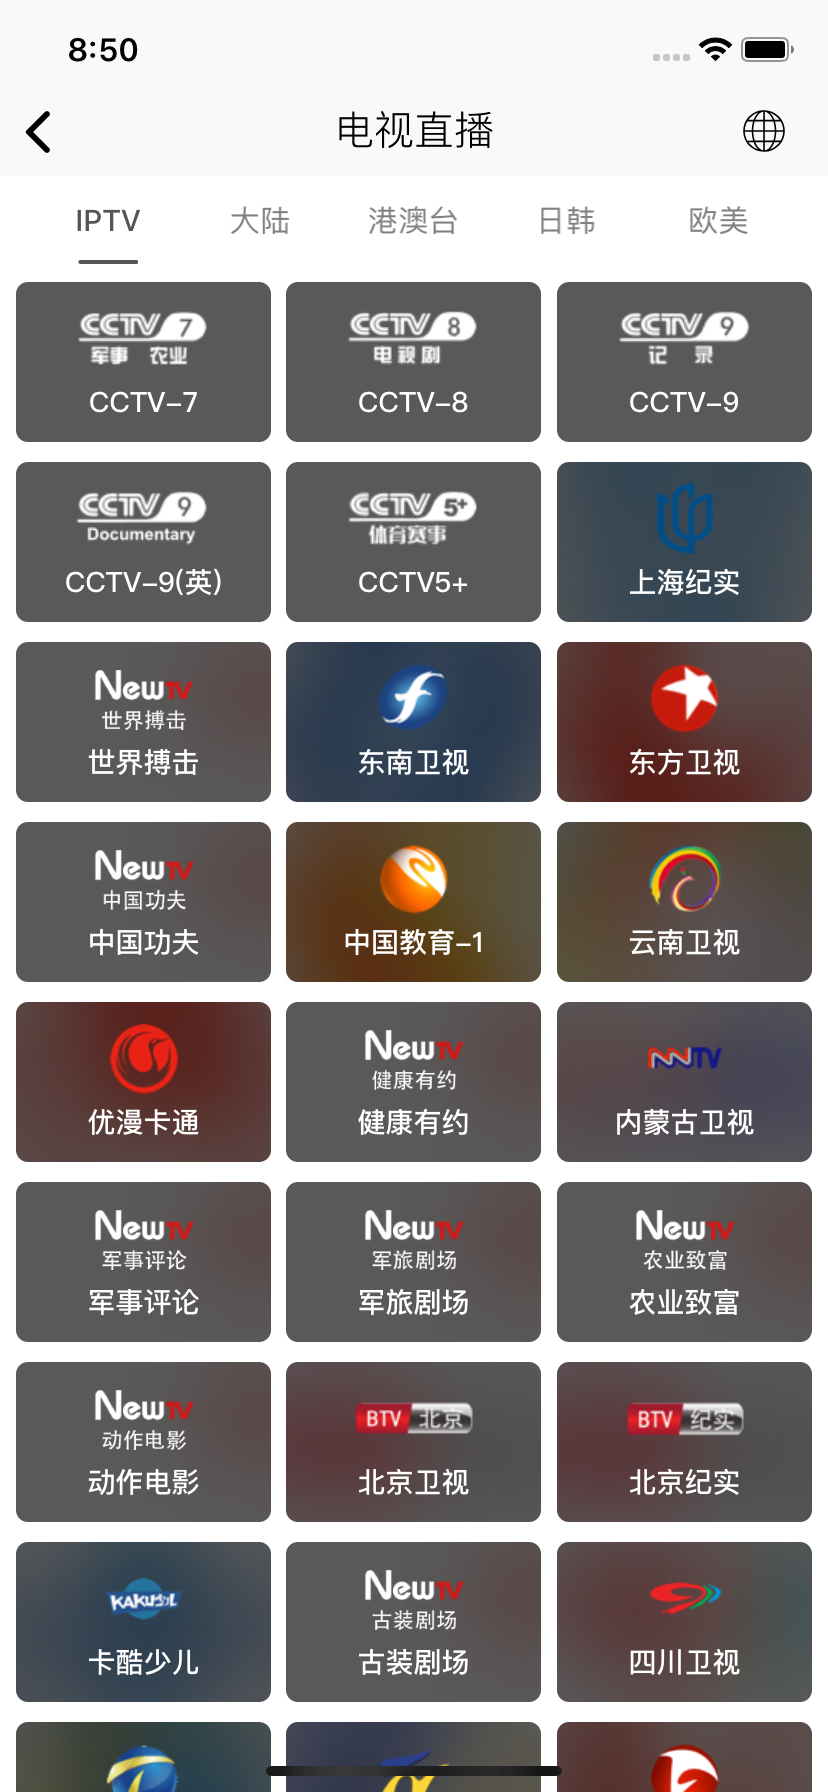 8:50
电视直播
IPTV 大陆 港澳台 日韩 欧美
CCTV 7 CCTV 8 CCTV 9
军事 农业 电视剧 记录
CCTV-7 CCTV-8 CCTV-9
CCTV 9 CCTV 5+
Documentary 体育赛事
CCTV-9(英) CCTV5+ 上海纪实
NewTV
世界搏击
世界搏击 东南卫视 东方卫视
NewTV
中国功夫
中国功夫 中国教育-1 云南卫视
NewTV NNTV
健康有约
优漫卡通 健康有约 内蒙古卫视
NewTV NewTV NewTV
军事评论 军旅剧场 农业致富
军事评论 军旅剧场 农业致富
NewTV BTV 北京 BTV 纪实
动作电影
动作电影 北京卫视 北京纪实
KAKU少儿 NewTV
古装剧场
卡酷少儿 古装剧场 四川卫视